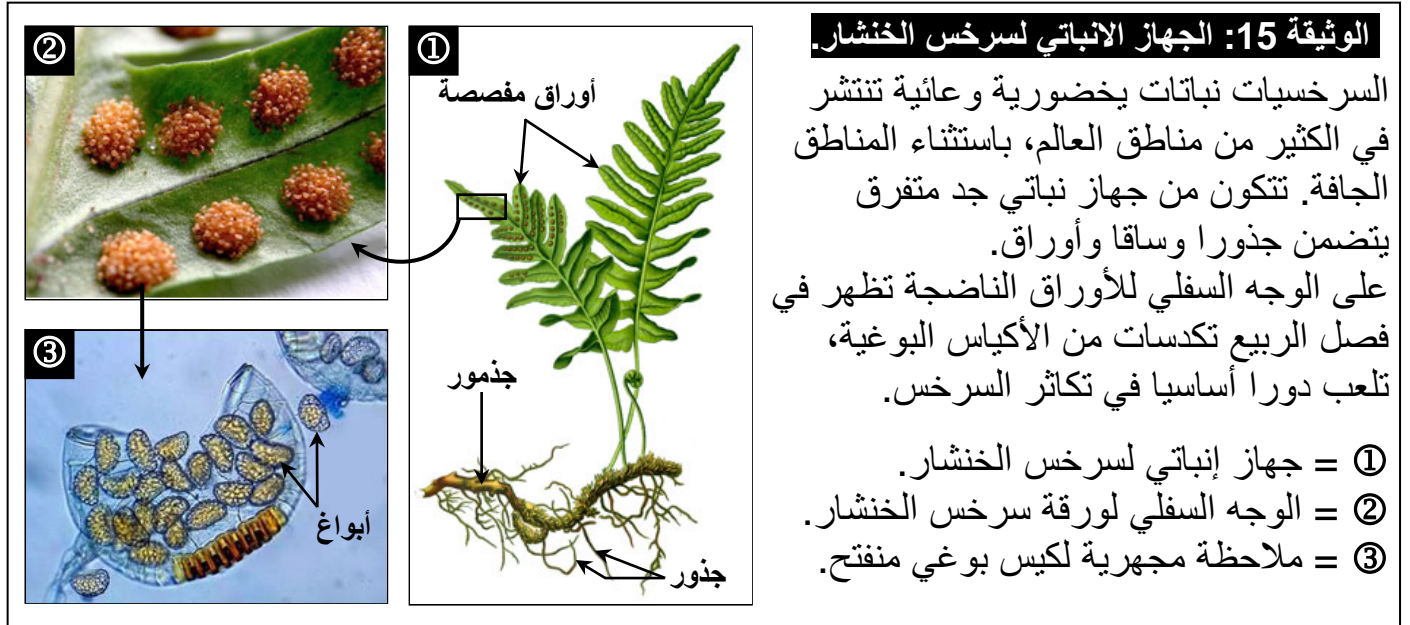 الوثيقة 15: الجهاز الانباتي لسرخس الخنشار.
السرخسيات نباتات يخضورية وعائية تنتشر
في الكثير من مناطق العالم، باستثناء المناطق
الجافة. تتكون من جهاز نباتي جد متفرق
يتضمن جذورا وساقا وأوراق.
على الوجه السفلي للأوراق الناضجة تظهر في
فصل الربيع تكدسات من الأكياس البوغية،
تلعب دورا أساسيا في تكاثر السرخس.
① = جهاز إنباتي لسرخس الخنشار.
② = الوجه السفلي لورقة سرخس الخنشار.
③ = ملاحظة مجهرية لكيس بوغي منفتح.
①
أوراق مفصصة
جذمور
جذور
②
③
أبواغ